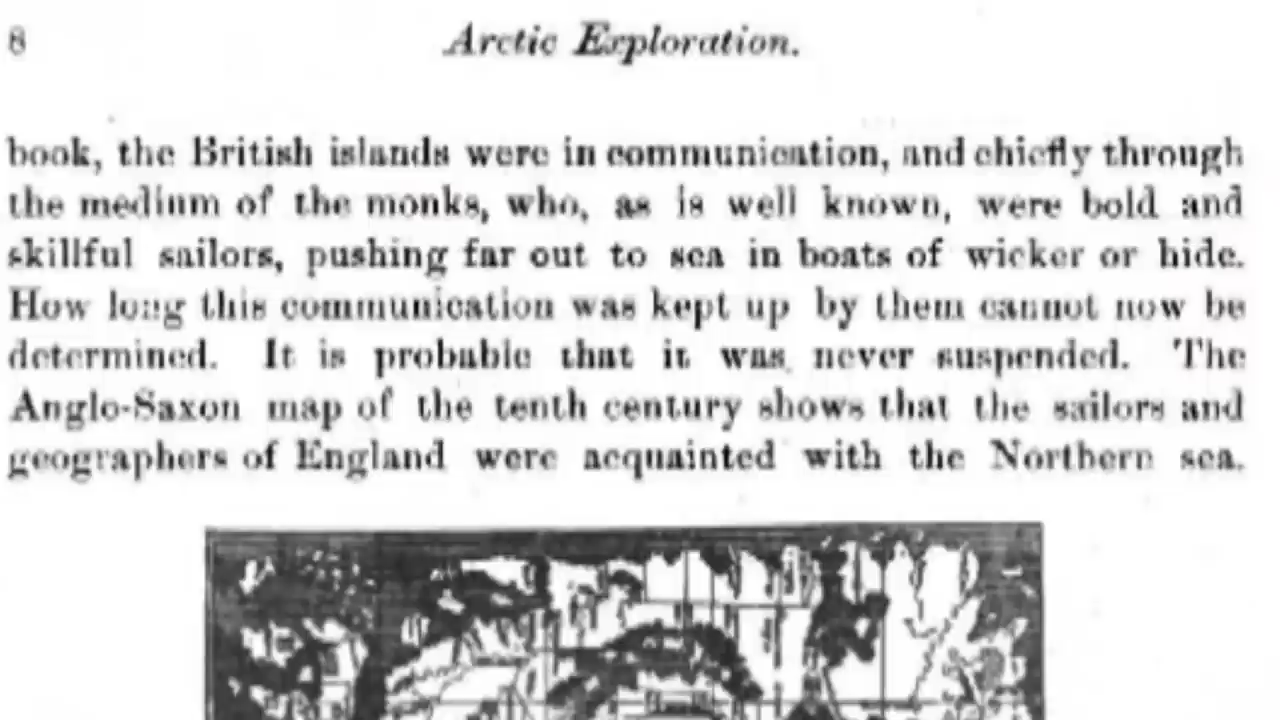 8 Arctic Exploration.
book, the British islands were in communication, and chiefly through
the medium of the monks, who, as is well known, were bold and
skillful sailors, pushing far out to sea in boats of wicker or hide.
How long this communication was kept up by them cannot now be
determined. It is probable that it was never suspended. The
Anglo-Saxon map of the tenth century shows that the sailors and
geographers of England were acquainted with the Northern sea.